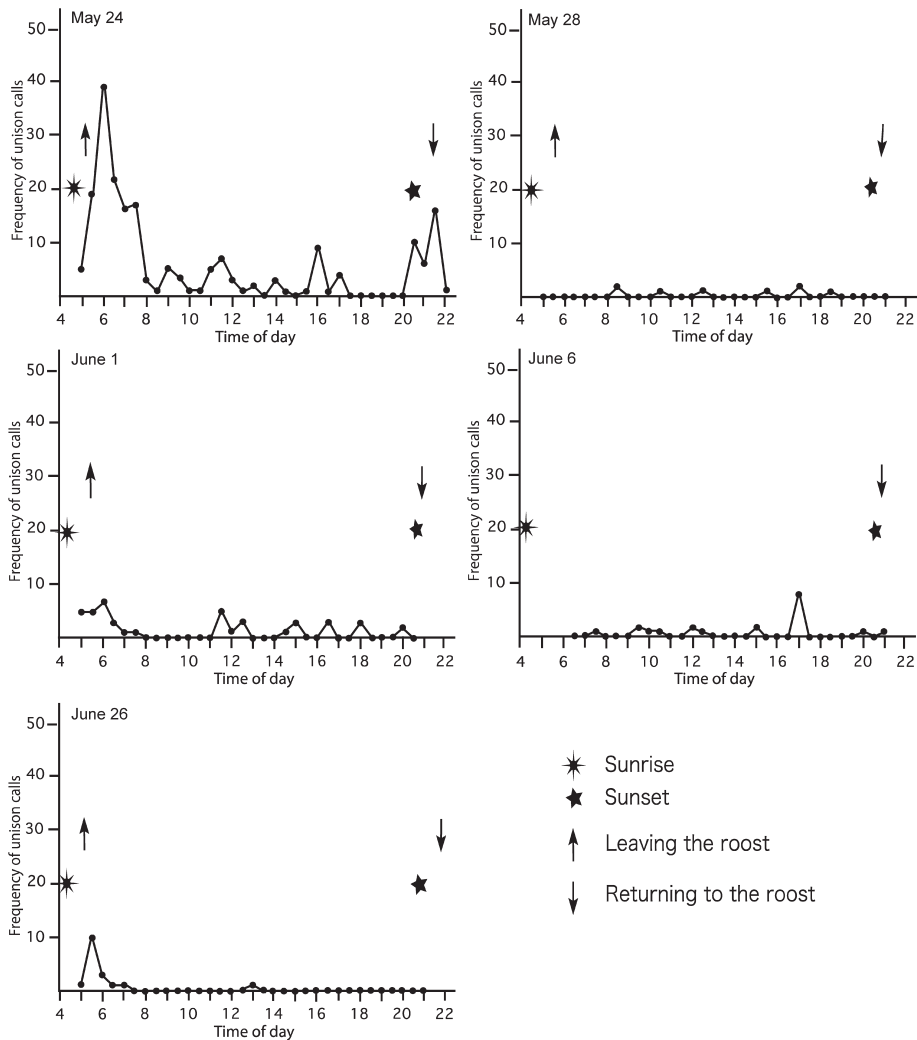 May 24
50
40
30
20
10
Frequency of unison calls
4 6 8 10 12 14 16 18 20 22
Time of day
May 28
50
40
30
20
10
Frequency of unison calls
4 6 8 10 12 14 16 18 20 22
Time of day
June 1
50
40
30
20
10
Frequency of unison calls
4 6 8 10 12 14 16 18 20 22
Time of day
June 6
50
40
30
20
10
Frequency of unison calls
4 6 8 10 12 14 16 18 20 22
Time of day
June 26
50
40
30
20
10
Frequency of unison calls
4 6 8 10 12 14 16 18 20 22
Time of day
Sunrise
Sunset
Leaving the roost
Returning to the roost